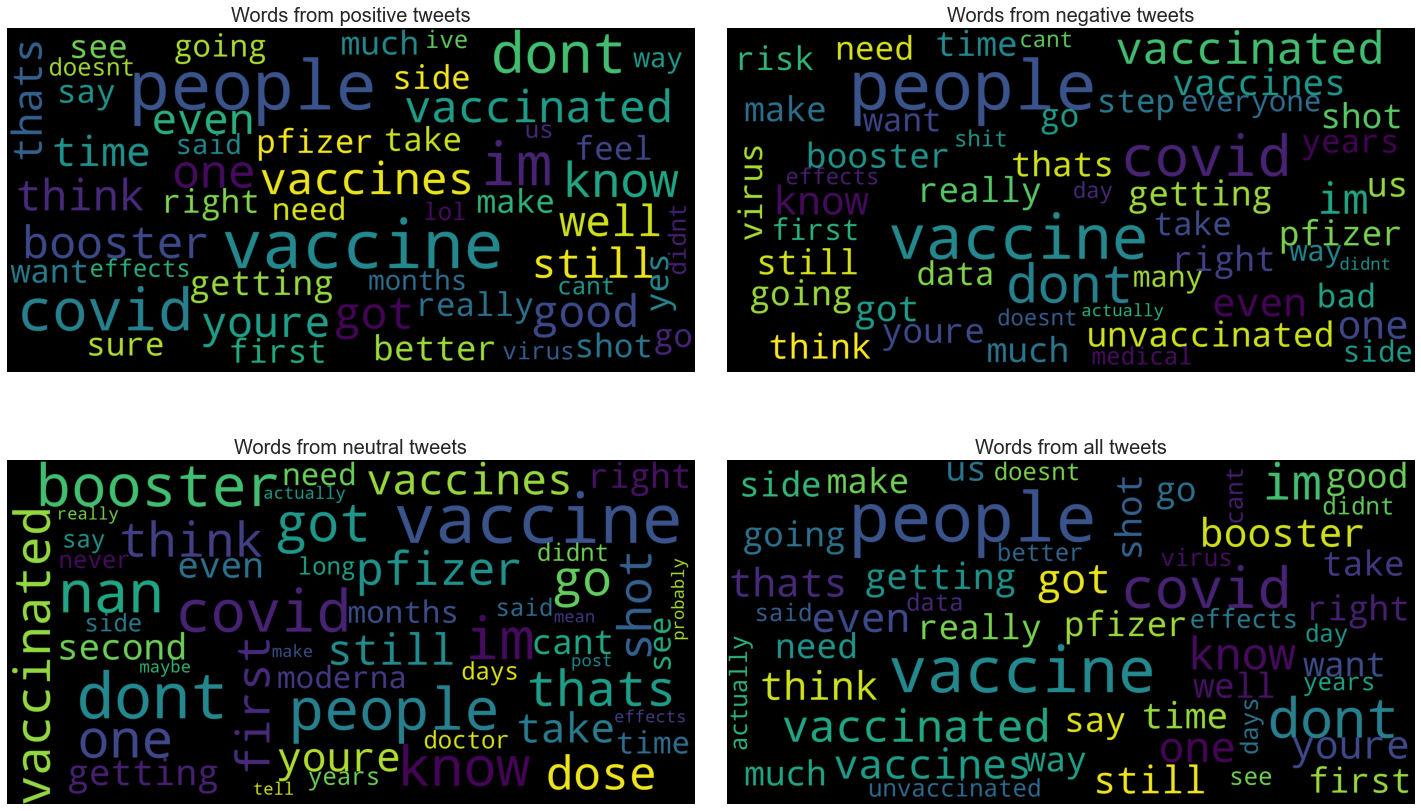 Words from positive tweets
see going much ive dont way
doesnt people side
thats say even vaccinated
time said pfizer take us feel
think one vaccines im know
right need lol make well
booster vaccine still didnt
want effects getting months cant yes
covid youre got really good
sure first better virus shot go
Words from negative tweets
risk need time cant vaccinated
people vaccines
make want step everyone shot
go
shit
booster thats covid years
virus effects really day getting us
know im
first vaccine take pfizer
still data dont many right way didnt
going got actually even bad
youre doesnt unvaccinated one
think much medical side
Words from neutral tweets
booster need vaccines right
actually vaccine
really got
say think
never even long pfizer didnt go
nan covid months said mean shot probably
vaccinated side im cant see
second first make still post
maybe moderna days thats
dont people effects
one doctor take time
getting youre years know dose
tell
Words from all tweets
side make us doesnt shot go cant im good
people didnt
going better booster
thats getting got virus covid take
said even data really pfizer effects right
actually need vaccine know day want
think well years
vaccinated say time days dont
vaccines way one youre
much unvaccinated still see first